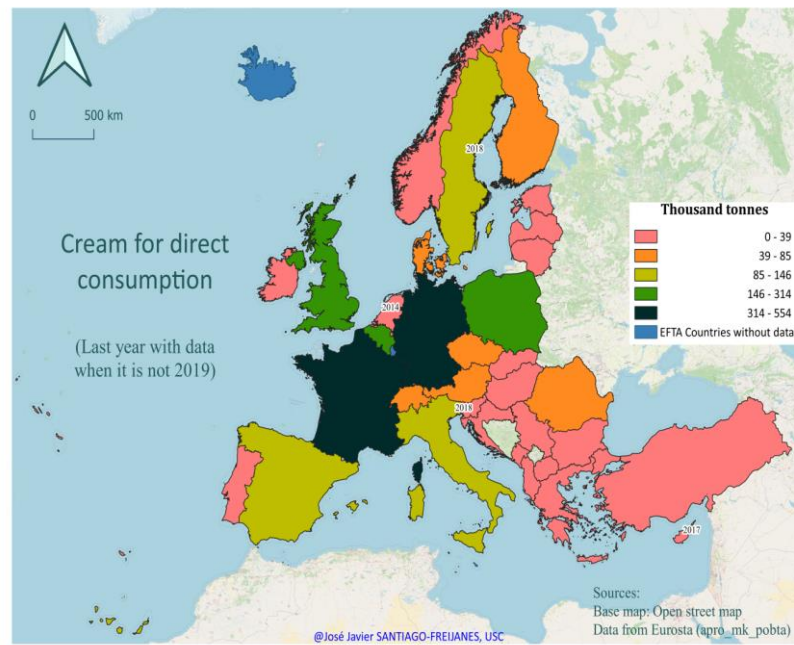 0 500 km
Cream for direct
consumption
(Last year with data
when it is not 2019)
2018
2014
2018
2017
Thousand tonnes
0 - 39
39 - 85
85 - 146
146 - 314
314 - 554
EFTA Countries without data
Sources:
Base map: Open street map
Data from Eurosta (apro_mk_pobta)
@José Javier SANTIAGO-FREIJANES, USC